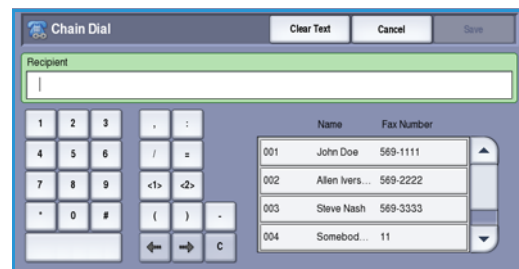 Chain Dial
Clear Text Cancel Save
Recipient
1 2 3 , :
4 5 6 / =
7 8 9 <1> <2>
* 0 # ( ) -
C
Name Fax Number
001 John Doe 569-1111
002 Allen Ivers... 569-2222
003 Steve Nash 569-3333
004 Somebod... 11